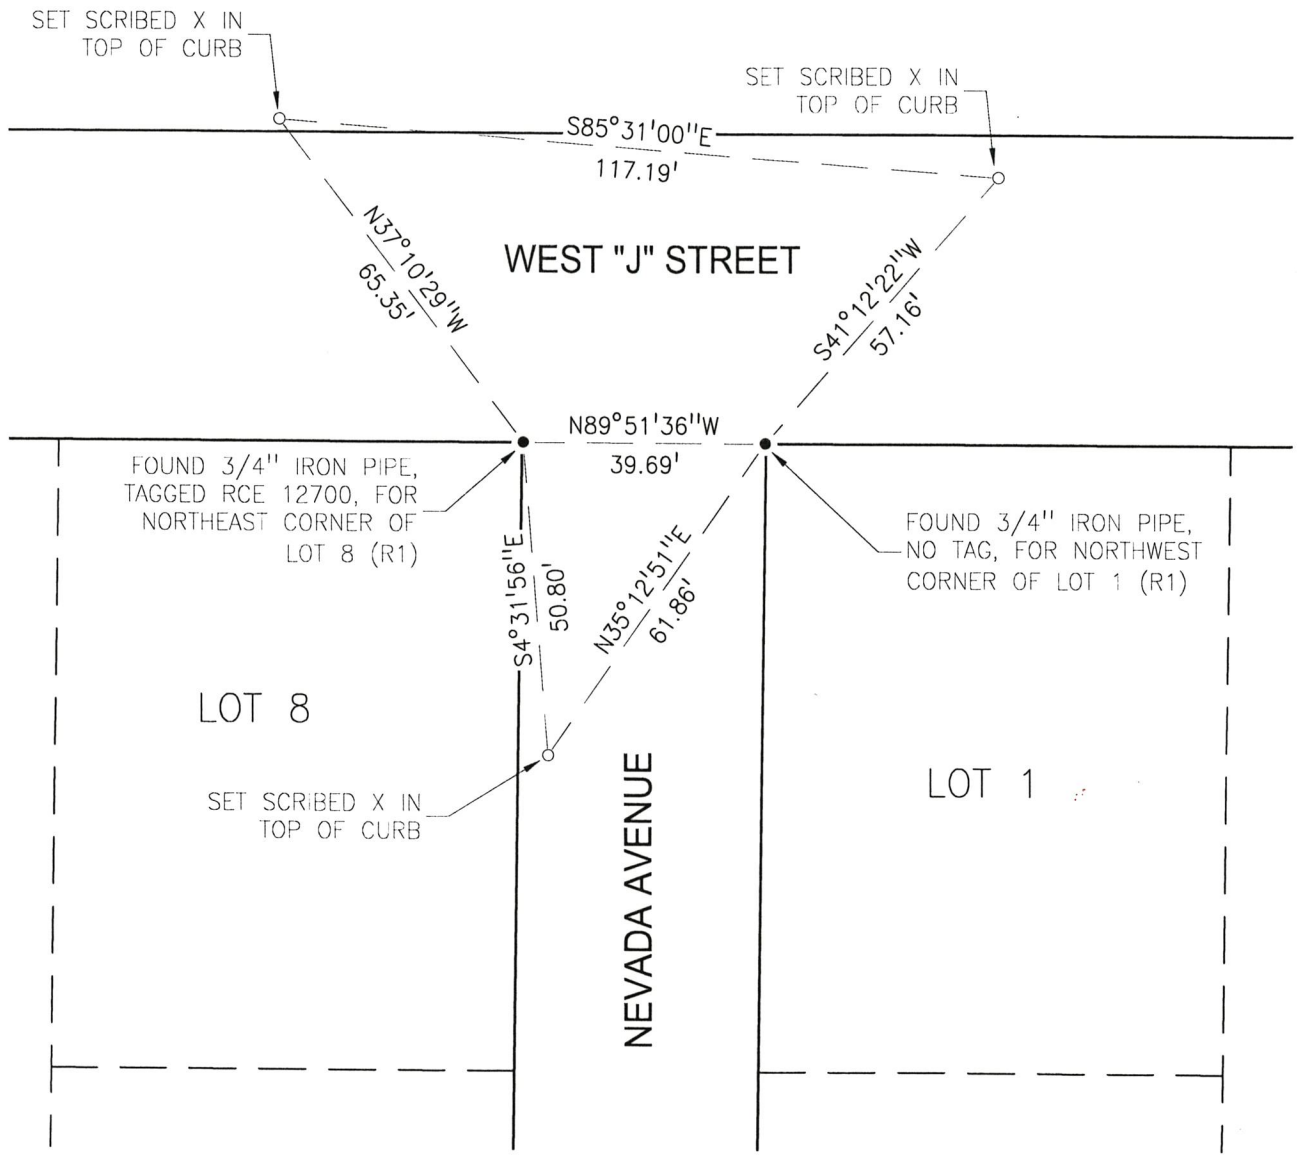 SET SCRIBED X IN
TOP OF CURB
SET SCRIBED X IN
TOP OF CURB
S85°31'00"E
117.19'
N37°10'29"W
65.35'
WEST "J" STREET
S41°12'22"W
57.16'
N89°51'36"W
39.69'
FOUND 3/4" IRON PIPE,
TAGGED RCE 12700, FOR
NORTHEAST CORNER OF
LOT 8 (R1)
FOUND 3/4" IRON PIPE,
NO TAG, FOR NORTHWEST
CORNER OF LOT 1 (R1)
S4°31'56"E
50.80'
N35°12'51"E
61.86'
LOT 8
LOT 1
SET SCRIBED X IN
TOP OF CURB
NEVADA AVENUE